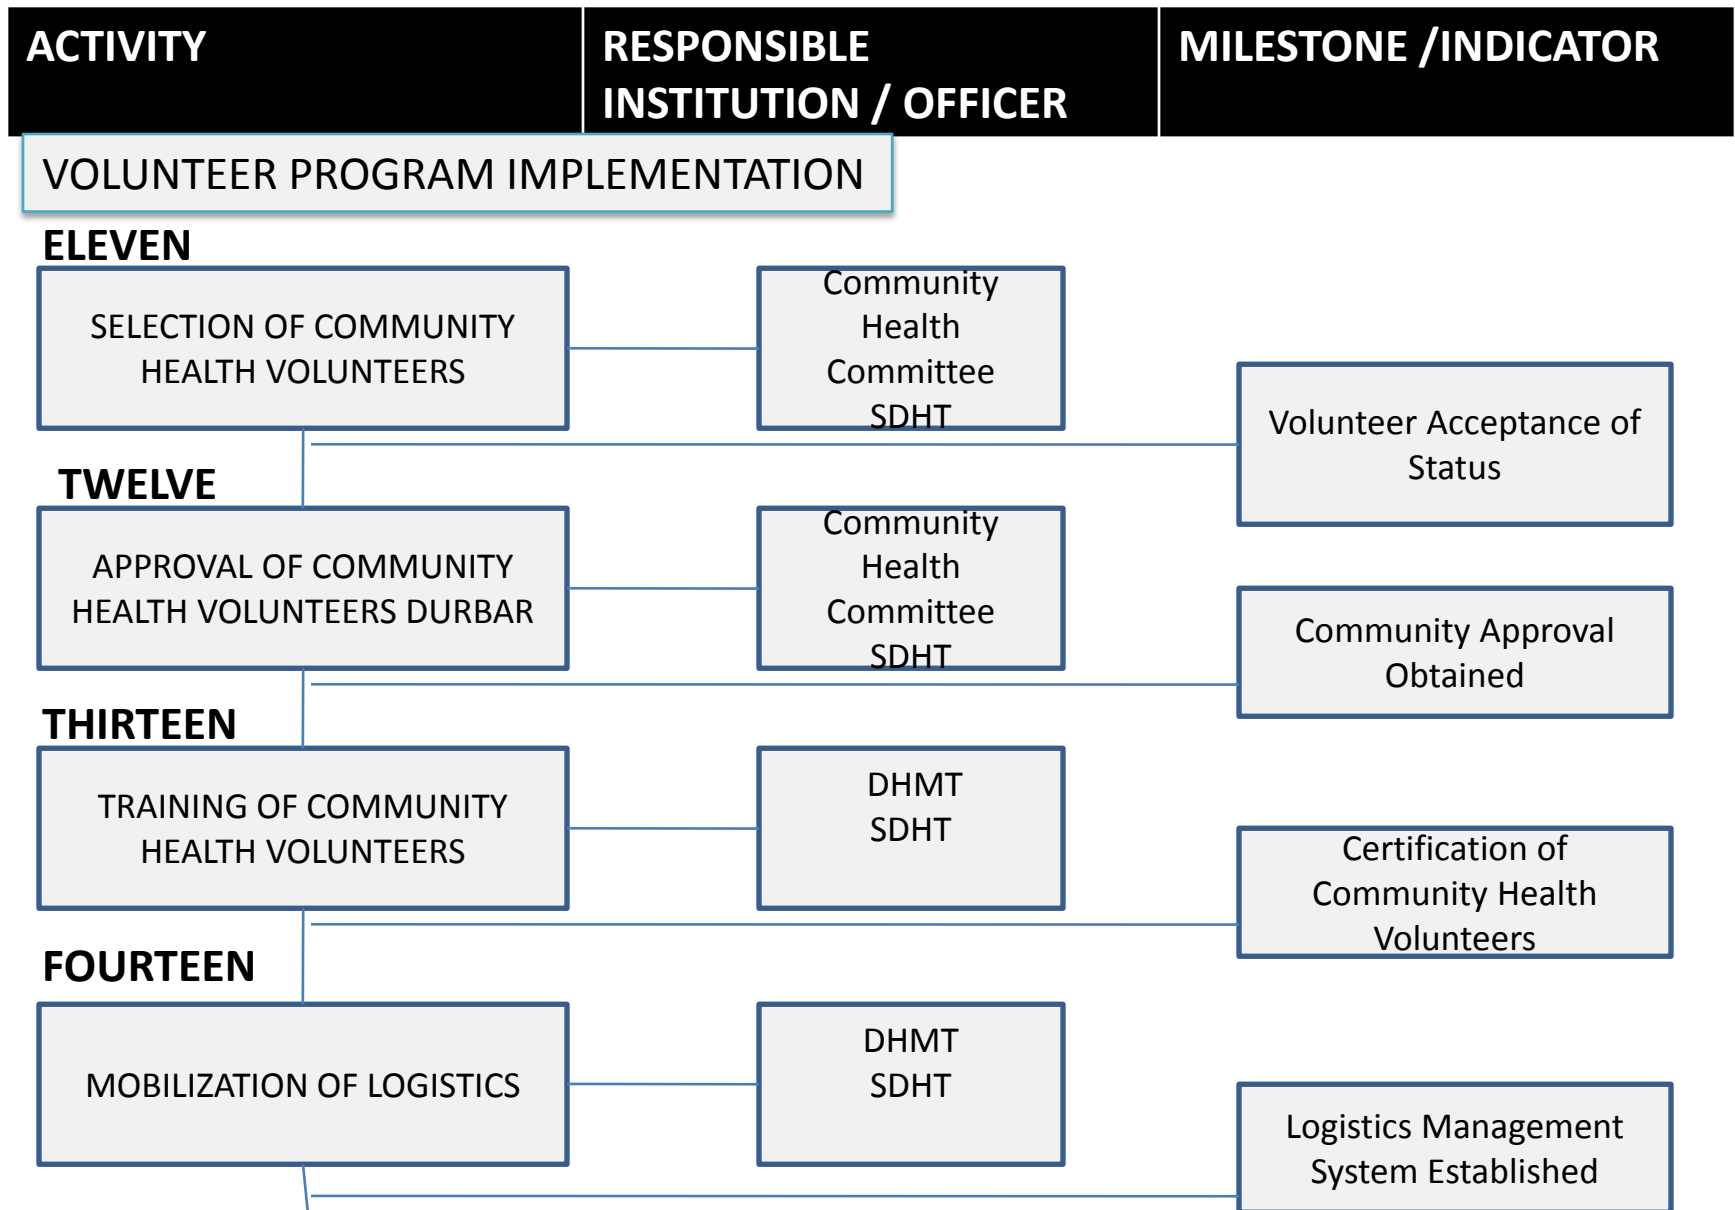 ACTIVITY
RESPONSIBLE
INSTITUTION / OFFICER
MILESTONE /INDICATOR
VOLUNTEER PROGRAM IMPLEMENTATION
ELEVEN
SELECTION OF COMMUNITY
HEALTH VOLUNTEERS
Community
Health
Committee
SDHT
Volunteer Acceptance of
Status
TWELVE
APPROVAL OF COMMUNITY
HEALTH VOLUNTEERS DURBAR
Community
Health
Committee
SDHT
Community Approval
Obtained
THIRTEEN
TRAINING OF COMMUNITY
HEALTH VOLUNTEERS
DHMT
SDHT
Certification of
Community Health
Volunteers
FOURTEEN
MOBILIZATION OF LOGISTICS
DHMT
SDHT
Logistics Management
System Established